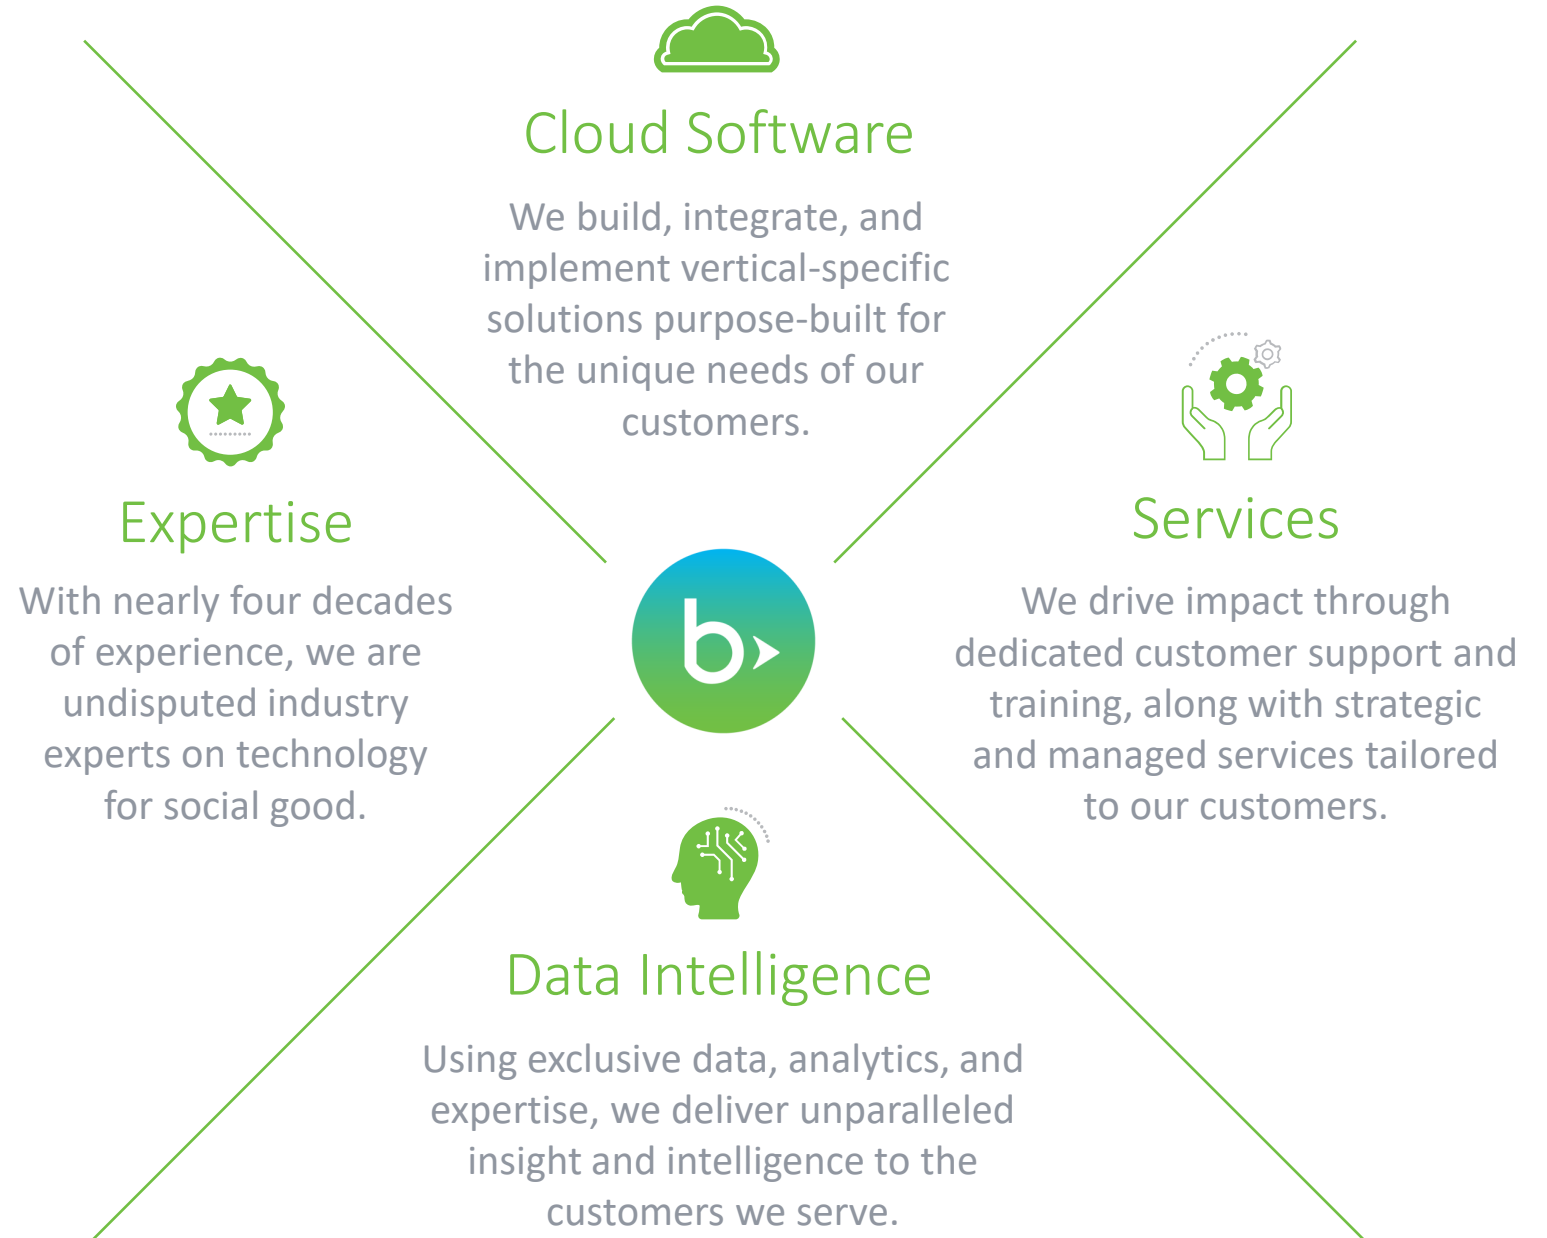 Cloud Software
We build, integrate, and
implement vertical-specific
solutions purpose-built for
the unique needs of our
customers.
Expertise
With nearly four decades
of experience, we are
undisputed industry
experts on technology
for social good.
b
Services
We drive impact through
dedicated customer support and
training, along with strategic
and managed services tailored
to our customers.
Data Intelligence
Using exclusive data, analytics, and
expertise, we deliver unparalleled
insight and intelligence to the
customers we serve.